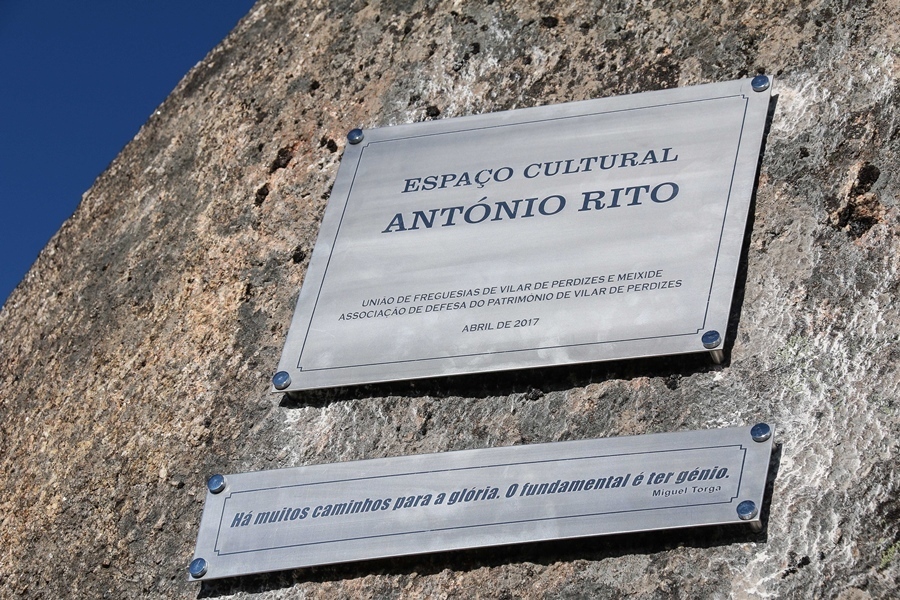 ESPAÇO CULTURAL
ANTÓNIO RITO
UNIÃO DE FREGUESIAS DE VILAR DE PERDIZES E MEIXIDE
ASSOCIAÇÃO DE DEFESA DO PATRIMÓNIO DE VILAR DE PERDIZES
ABRIL DE 2017
Há muitos caminhos para a glória. O fundamental é ter génio.
Miguel Torga